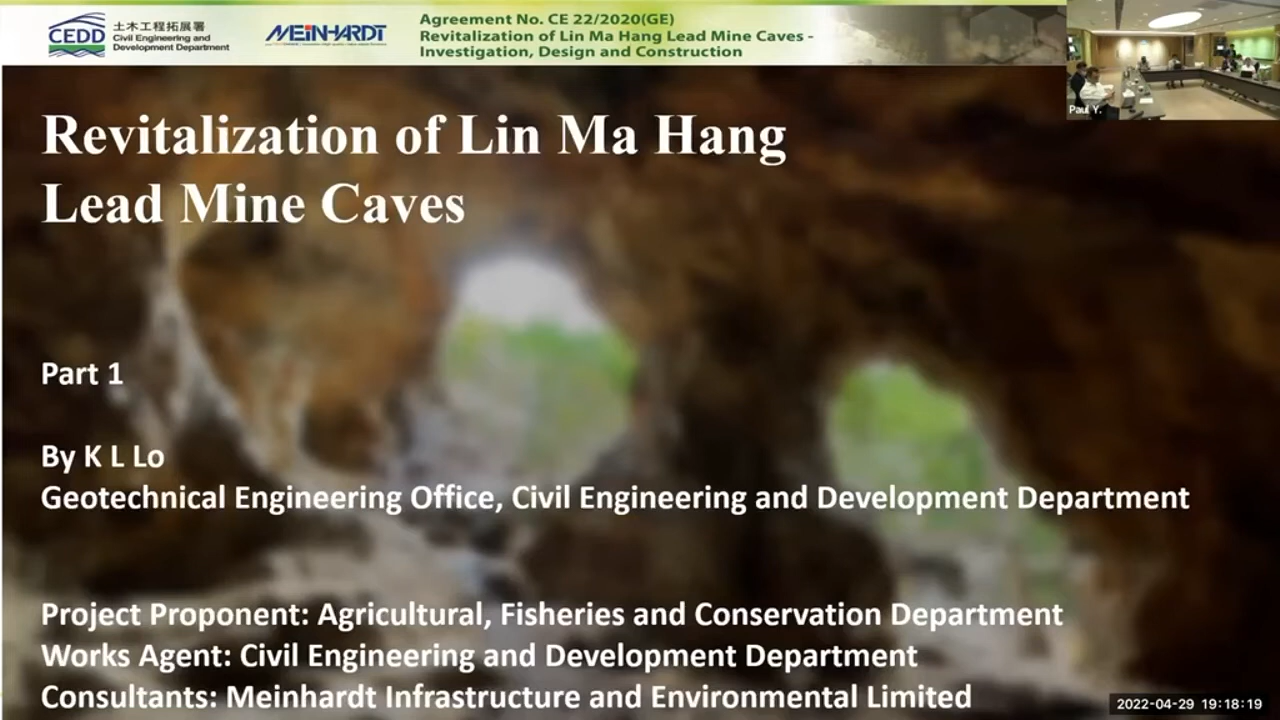 CEDD
土木工程拓展署
Civil Engineering and
Development Department
MEINHARDT
Agreement No. CE 22/2020(GE)
Revitalization of Lin Ma Hang Lead Mine Caves -
Investigation, Design and Construction
Paul Y.
Revitalization of Lin Ma Hang
Lead Mine Caves
Part 1
By K L Lo
Geotechnical Engineering Office, Civil Engineering and Development Department
Project Proponent: Agricultural, Fisheries and Conservation Department
Works Agent: Civil Engineering and Development Department
Consultants: Meinhardt Infrastructure and Environmental Limited
2022-04-29 19:18:19